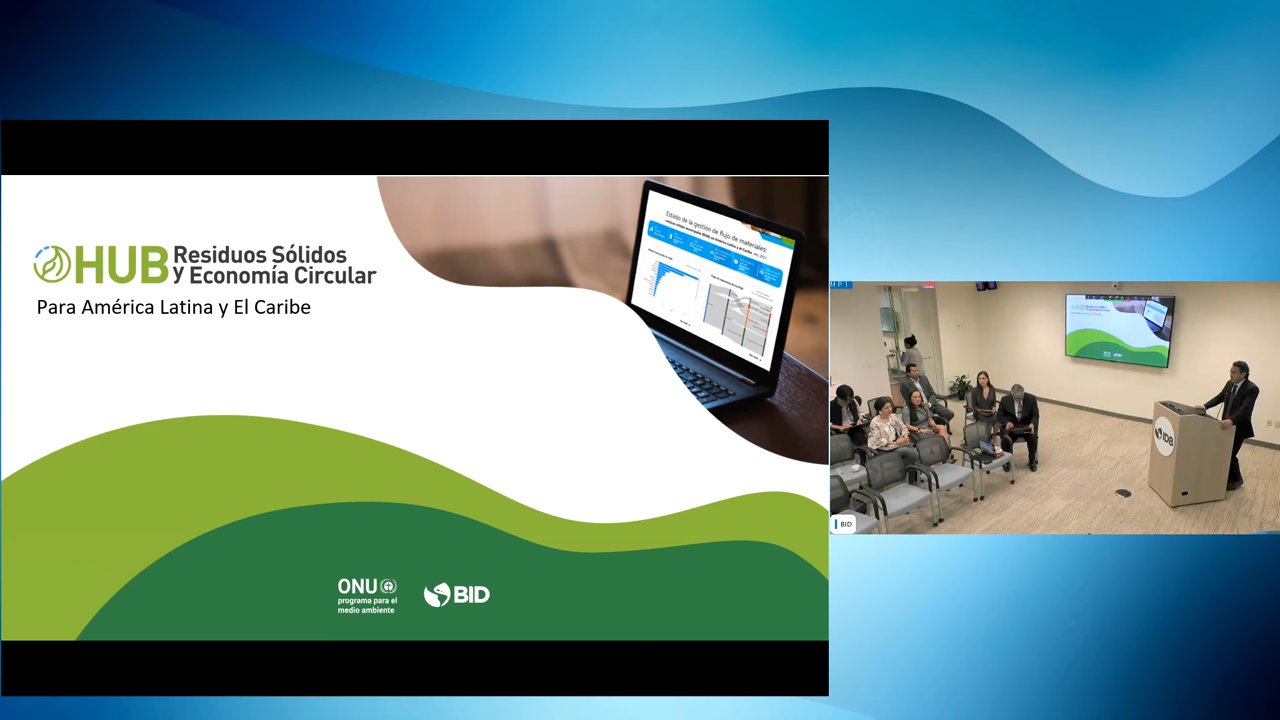 HUB Residuos Sólidos
y Economía Circular
Para América Latina y El Caribe
Estado de la gestión de flujo de materiales:
ONU
programa para el
medio ambiente
BID
IDB
BID